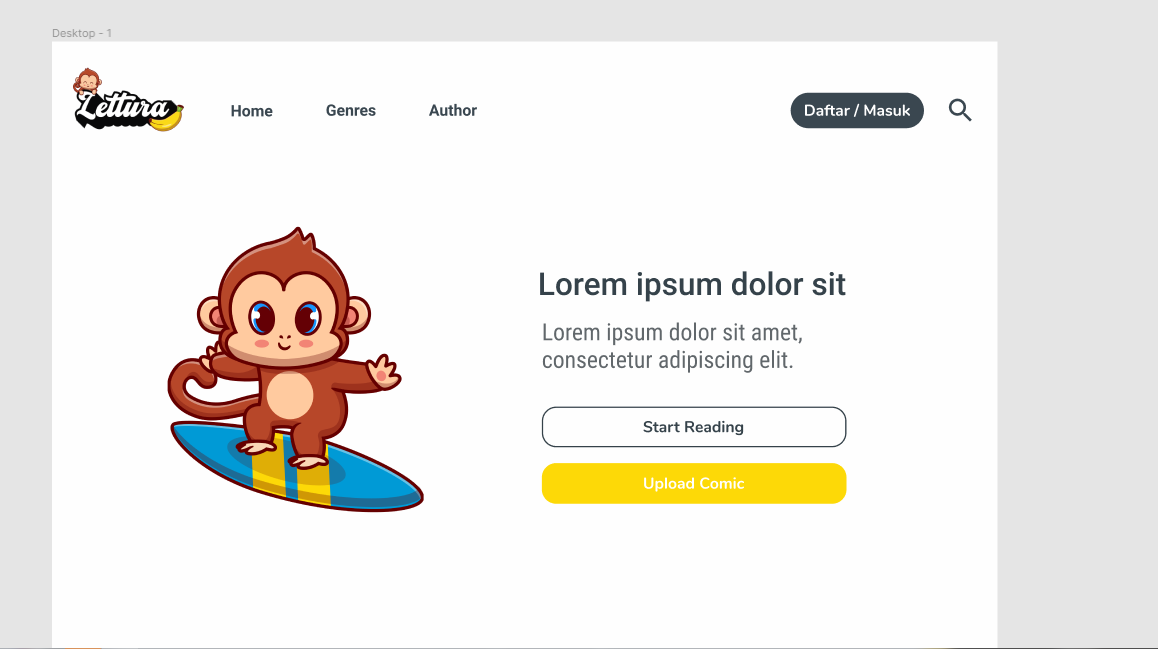 Desktop - 1
Lettura
Home
Genres
Author
Daftar / Masuk
Lorem ipsum dolor sit
Lorem ipsum dolor sit amet,
consectetur adipiscing elit.
Start Reading
Upload Comic